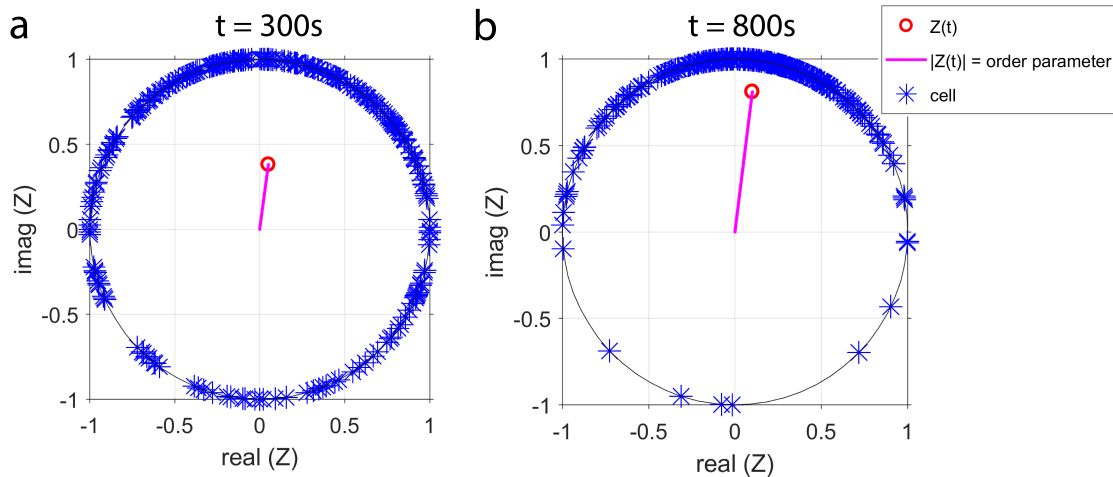 a
t = 300s
1
0.5
0
-0.5
-1
imag (Z)
-1
-0.5
0
0.5
1
real (Z)
b
t = 800s
1
0.5
0
-0.5
-1
imag (Z)
-1
-0.5
0
0.5
1
real (Z)
Z(t)
|Z(t)| = order parameter
cell